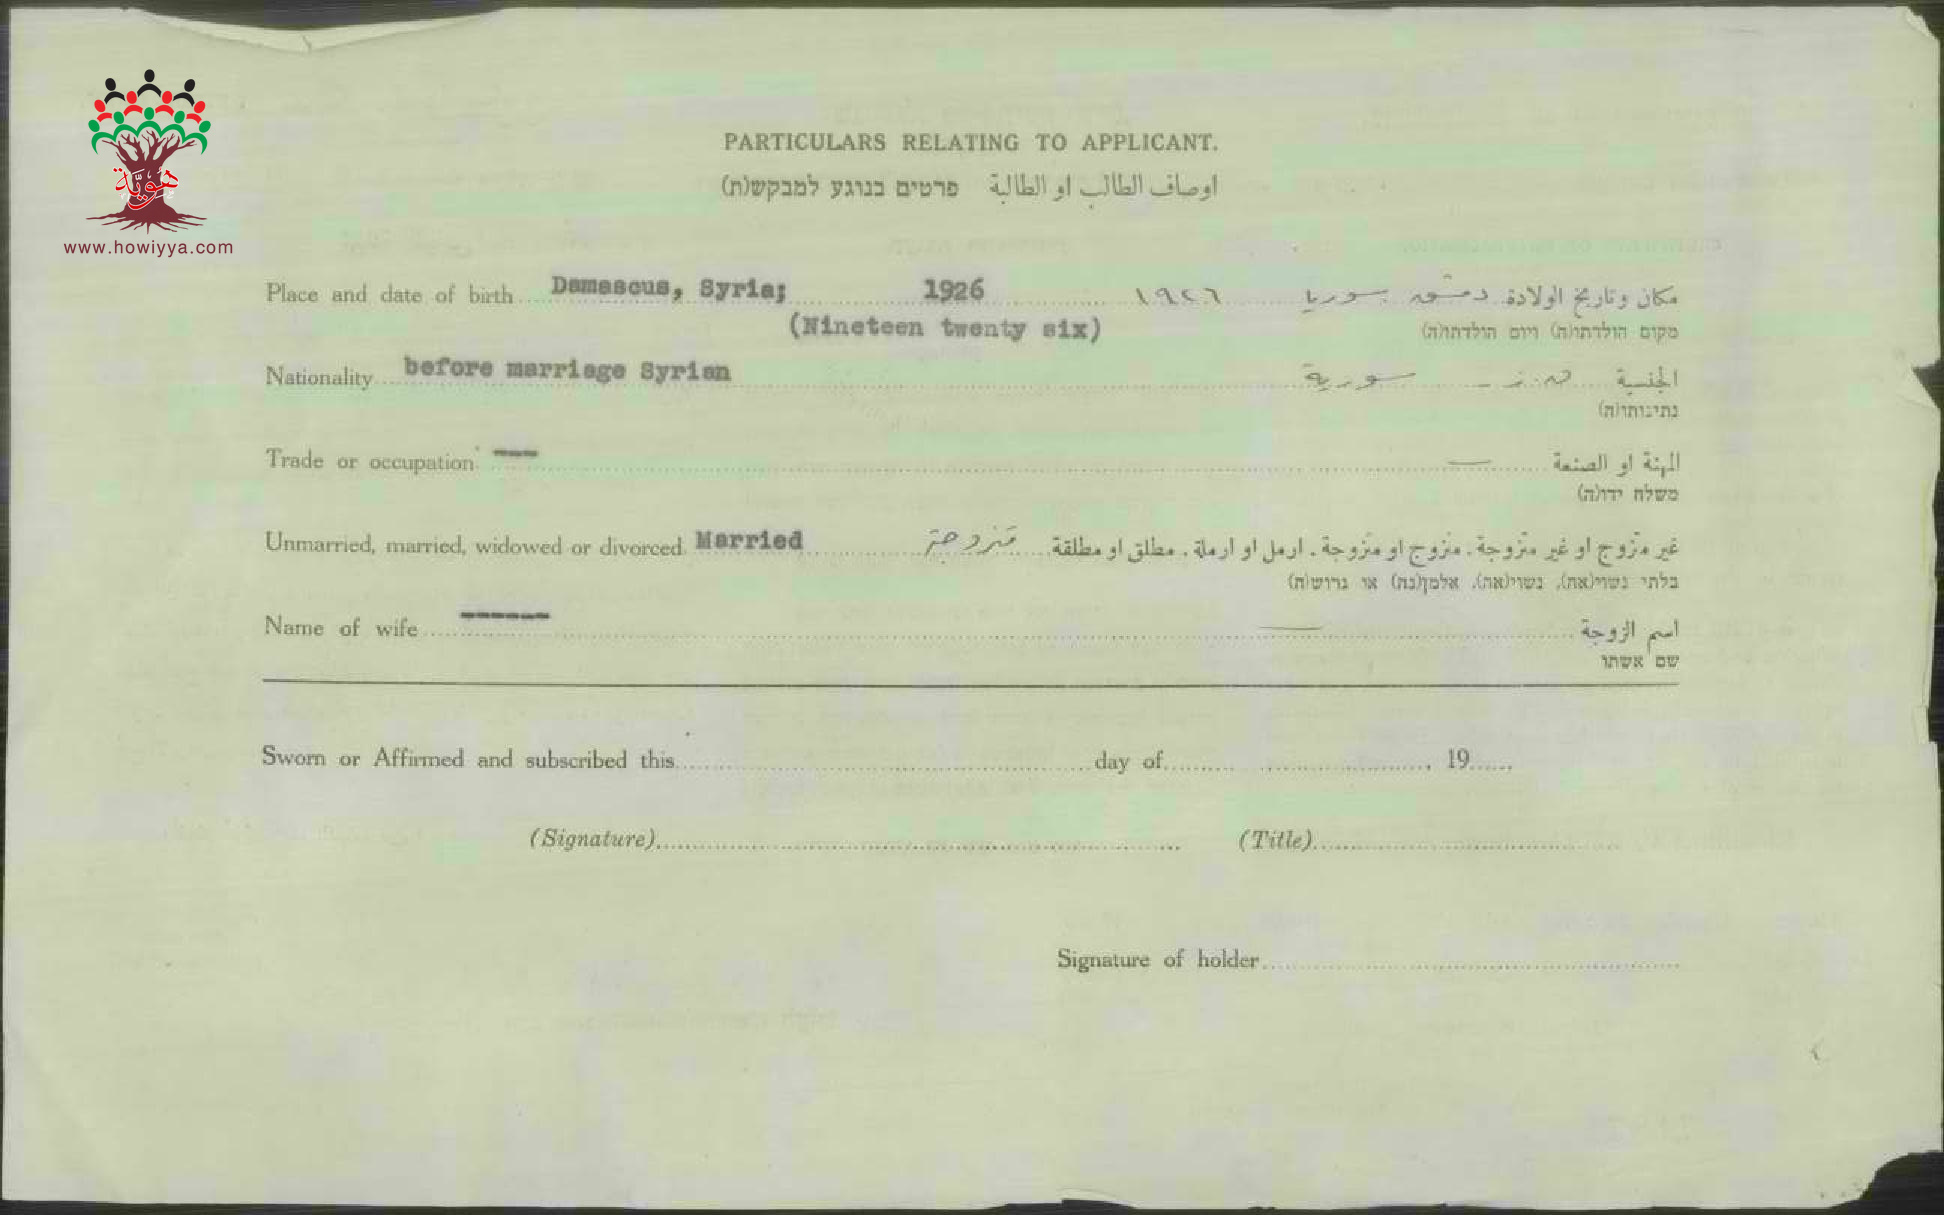 هويّة
www.howiyya.com
PARTICULARS RELATING TO APPLICANT.
اوصاف الطالب او الطالبة פרטים בנוגע למבקש(ת)
Place and date of birth Damascus, Syria; 1926 ١٩٢٦ دمشق سوريا مكان وتاريخ الولادة
(Nineteen twenty six) מקום הולדתו(ה) ויום הולדתו(ה)
Nationality before marriage Syrian سورية الجنسية
נתינותו(ה)
Trade or occupation --- — المهنة او الصنعة
משלח ידו(ה)
Unmarried, married, widowed or divorced Married متزوجة غير متزوج او غير متزوجة . متزوج او متزوجة . ارمل او ارملة . مطلق او مطلقة
בלתי נשוי(אה), נשוי(אה), אלמן(נה) או גרוש(ה)
Name of wife ------ — اسم الزوجة
שם אשתו
Sworn or Affirmed and subscribed this day of 19
(Signature) (Title)
Signature of holder